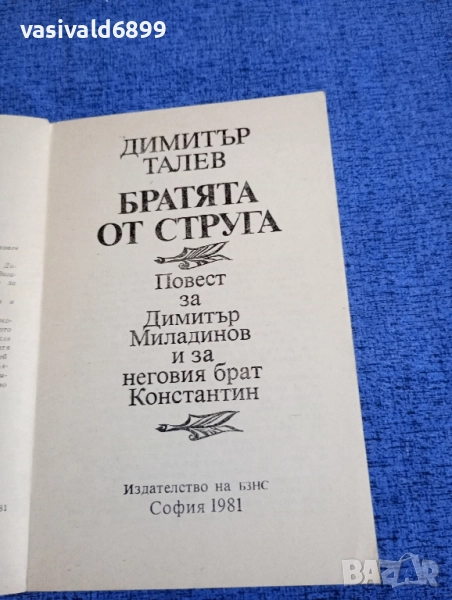 vasivald6899
ДИМИТЪР
ТАЛЕВ
БРАТЯТА
ОТ СТРУГА
Повест
за
Димитър
Миладинов
и за
неговия брат
Константин
Издателство на БЗНС
София 1981
BAZAR